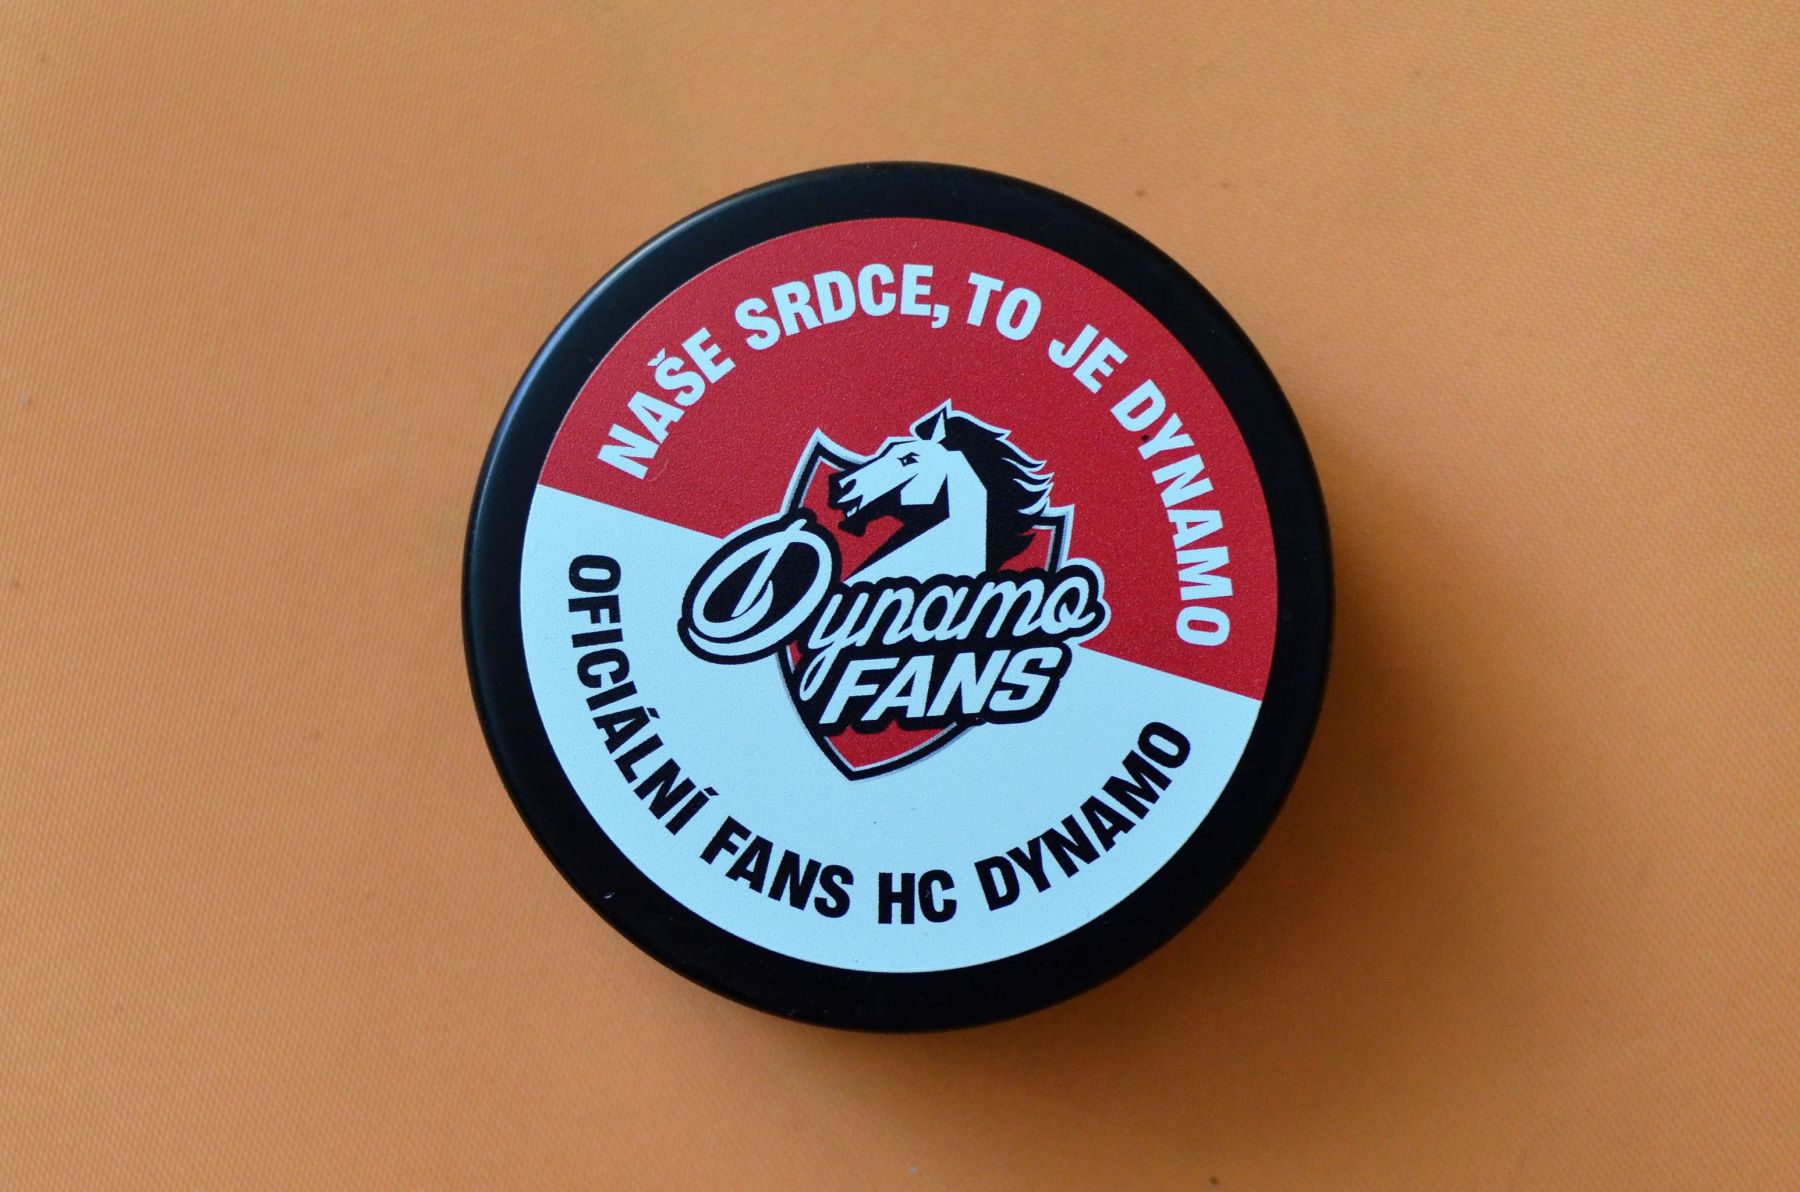 NAŠE SRDCE, TO JE DYNAMO
Dynamo
FANS
OFICIÁLNÍ FANS HC DYNAMO